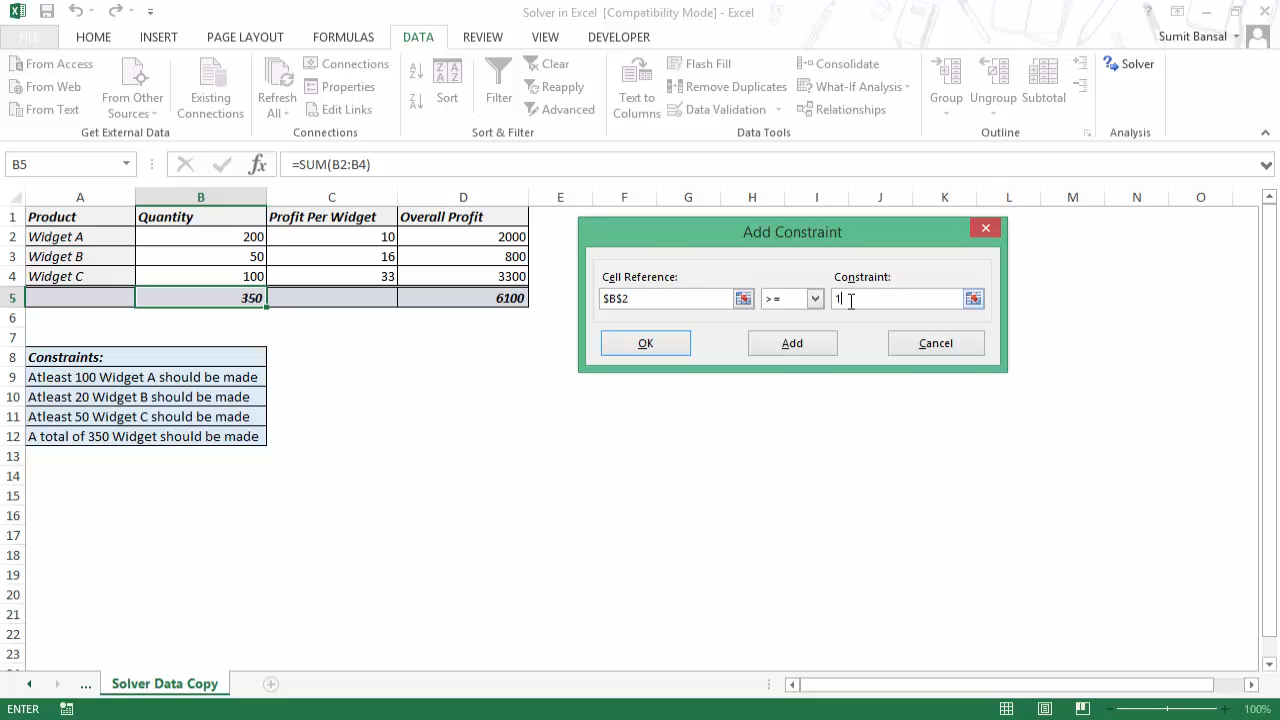 Solver in Excel [Compatibility Mode] - Excel
?
FILE HOME INSERT PAGE LAYOUT FORMULAS DATA REVIEW VIEW DEVELOPER Sumit Bansal
From Access
From Web
From Text
From Other Sources
Existing Connections
Get External Data
Refresh All
Connections
Properties
Edit Links
Connections
Sort
Filter
Clear
Reapply
Advanced
Sort & Filter
Text to Columns
Flash Fill
Remove Duplicates
Data Validation
Consolidate
What-If Analysis
Relationships
Data Tools
Group
Ungroup
Subtotal
Outline
Solver
Analysis
B5 fx =SUM(B2:B4)
A B C D E F G H I J K L M N O
1 Product Quantity Profit Per Widget Overall Profit
2 Widget A 200 10 2000
3 Widget B 50 16 800
4 Widget C 100 33 3300
5 350 6100
6
7
8 Constraints:
9 Atleast 100 Widget A should be made
10 Atleast 20 Widget B should be made
11 Atleast 50 Widget C should be made
12 A total of 350 Widget should be made
13
14
15
16
17
18
19
20
21
22
23
Add Constraint
Cell Reference: Constraint:
$B$2 >= 1
OK Add Cancel
... Solver Data Copy
ENTER 100%